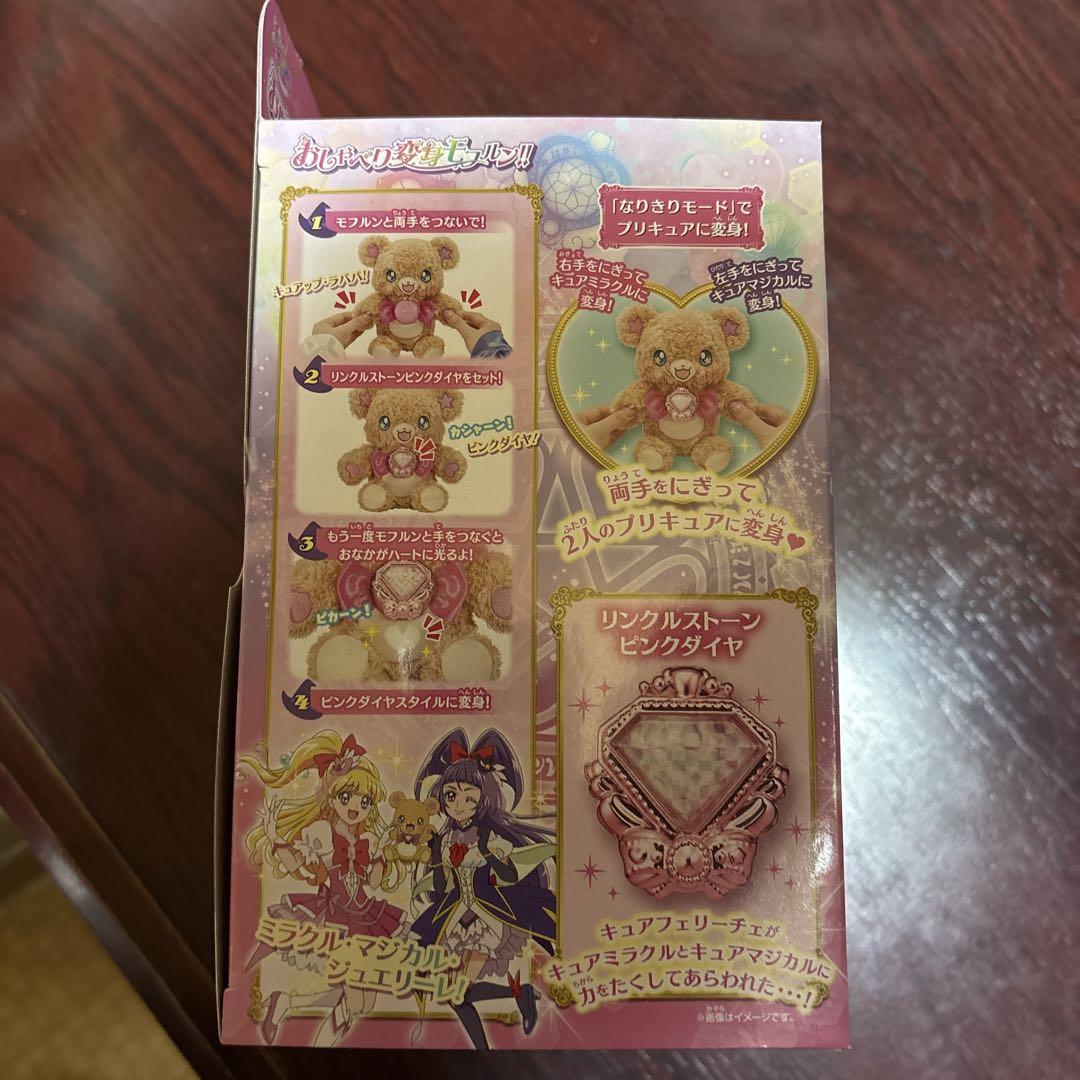 おしゃべり変身モフルン!!
1 モフルンと両手をつないで!
キュアップ・ラパパ!
2 リンクルストーンピンクダイヤをセット!
カシャーン!
ピンクダイヤ!
3 もう一度モフルンと手をつなぐと
おなかがハートに光るよ!
ピカーン!
4 ピンクダイヤスタイルに変身!
ミラクル・マジカル・
ジュエリーレ!
「なりきりモード」で
プリキュアに変身!
右手をにぎって
キュアミラクルに
変身!
左手をにぎって
キュアマジカルに
変身!
両手をにぎって
2人のプリキュアに変身♥
リンクルストーン
ピンクダイヤ
キュアフェリーチェが
キュアミラクルとキュアマジカルに
力をたくしてあらわれた・・・!
※画像はイメージです。